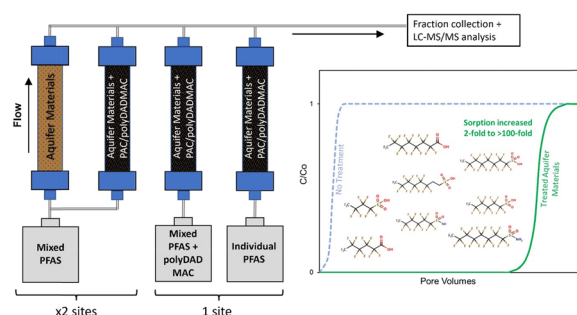 Fraction collection +
LC-MS/MS analysis
Flow
Aquifer Materials
Aquifer Materials +
PAC/polyDADMAC
Aquifer Materials +
PAC/polyDADMAC
Aquifer Materials +
PAC/polyDADMAC
Mixed
PFAS
Mixed
PFAS +
polyDAD
MAC
Individual
PFAS
x2 sites
1 site
1
0
C/Co
No Treatment
Sorption increased
2-fold to >100-fold
Treated Aquifer
Materials
Pore Volumes